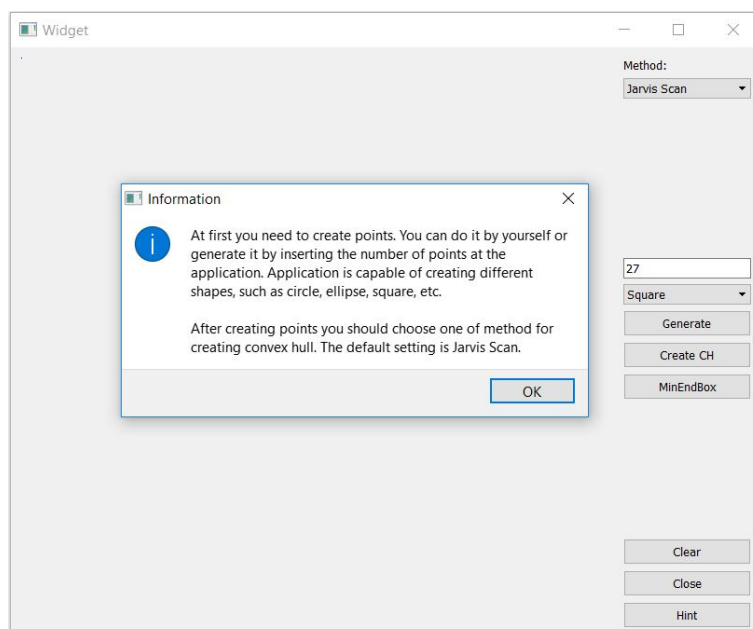 Widget
Method:
Jarvis Scan
Information
At first you need to create points. You can do it by yourself or
generate it by inserting the number of points at the
application. Application is capable of creating different
shapes, such as circle, ellipse, square, etc.
After creating points you should choose one of method for
creating convex hull. The default setting is Jarvis Scan.
OK
27
Square
Generate
Create CH
MinEndBox
Clear
Close
Hint